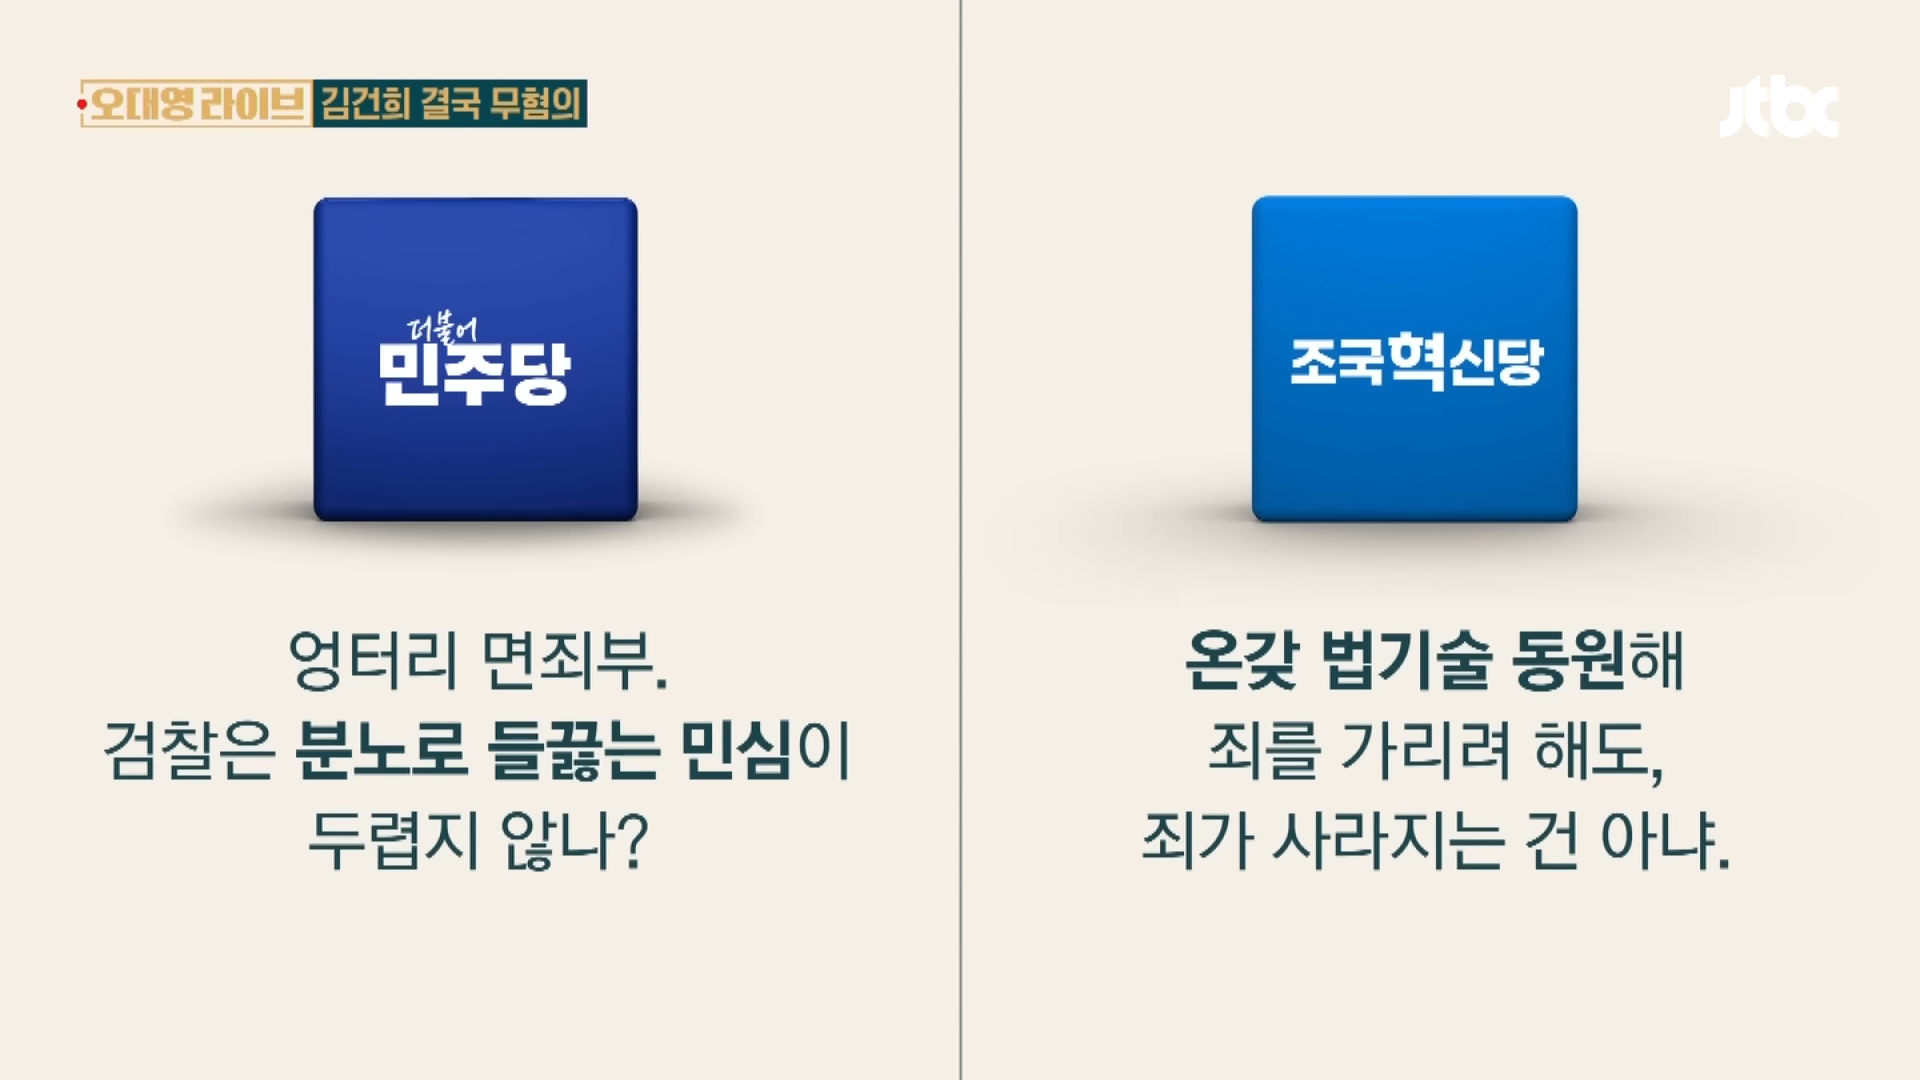 오대영 라이브 김건희 결국 무혐의
jtbc
더불어
민주당
조국혁신당
엉터리 면죄부.
검찰은 분노로 들끓는 민심이
두렵지 않나?
온갖 법기술 동원해
죄를 가리려 해도,
죄가 사라지는 건 아냐.